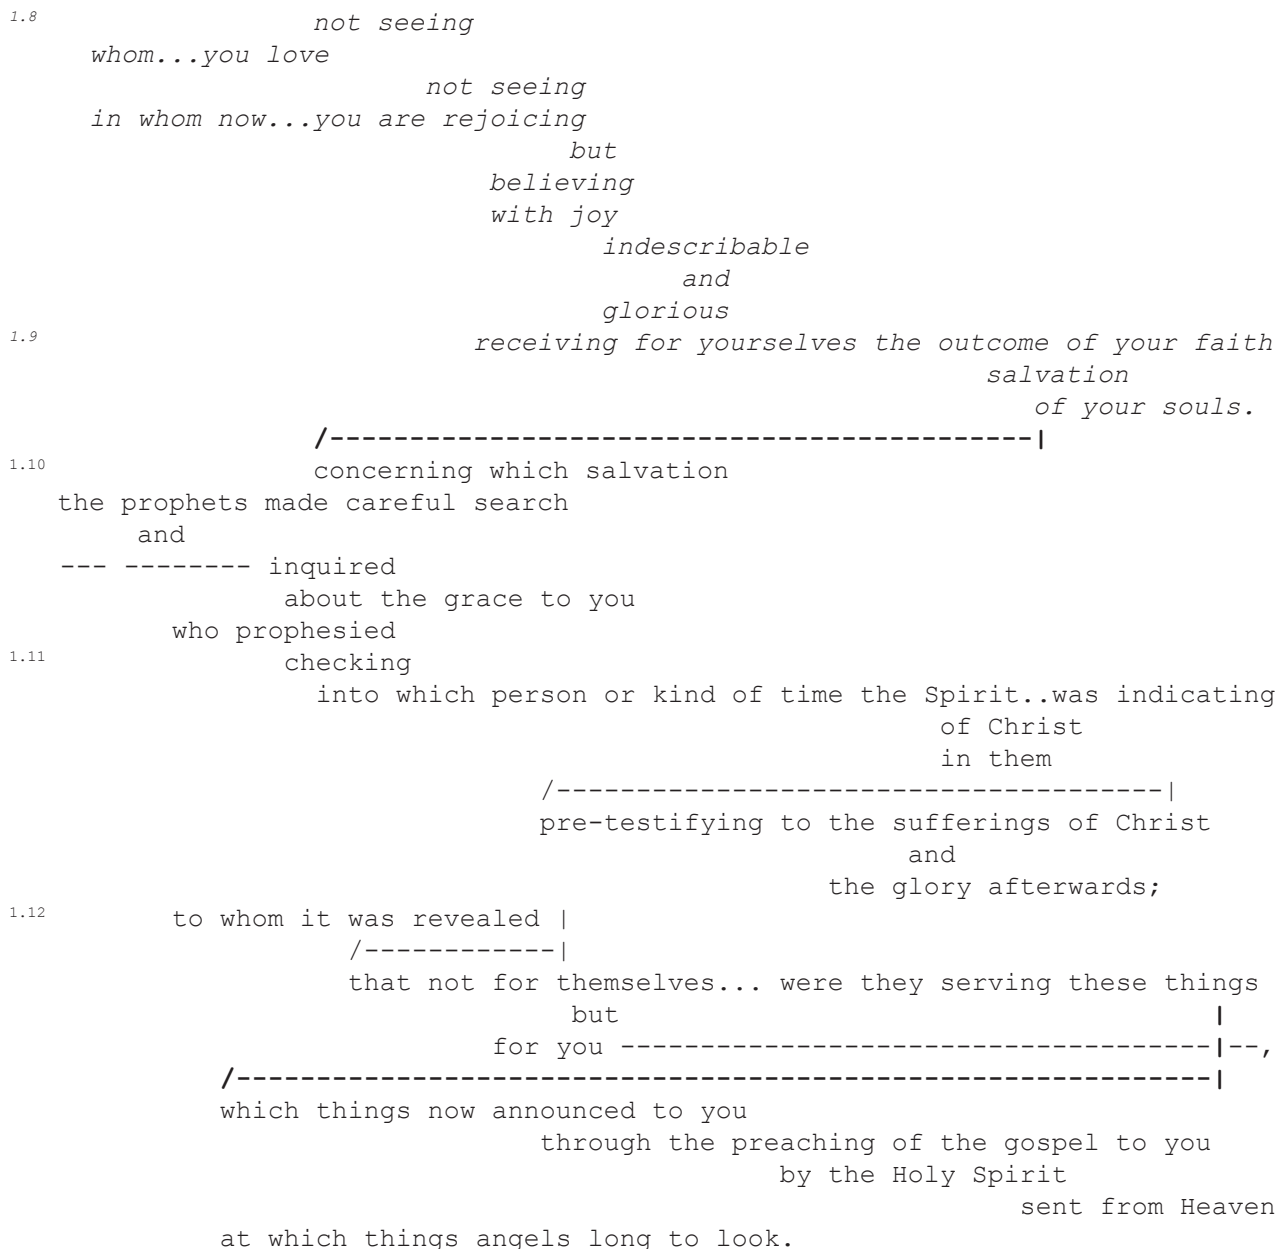 1.8 not seeing
whom...you love
not seeing
in whom now...you are rejoicing
but
believing
with joy
indescribable
and
glorious
1.9 receiving for yourselves the outcome of your faith
salvation
of your souls.
/--------------------------------------------|
1.10 concerning which salvation
the prophets made careful search
and
--- -------- inquired
about the grace to you
who prophesied
1.11 checking
into which person or kind of time the Spirit..was indicating
of Christ
in them
/--------------------------------------|
pre-testifying to the sufferings of Christ
and
the glory afterwards;
1.12 to whom it was revealed |
/------------|
that not for themselves... were they serving these things
but |
for you -------------------------------------|--,
/-------------------------------------------------------------|
which things now announced to you
through the preaching of the gospel to you
by the Holy Spirit
sent from Heaven
at which things angels long to look.